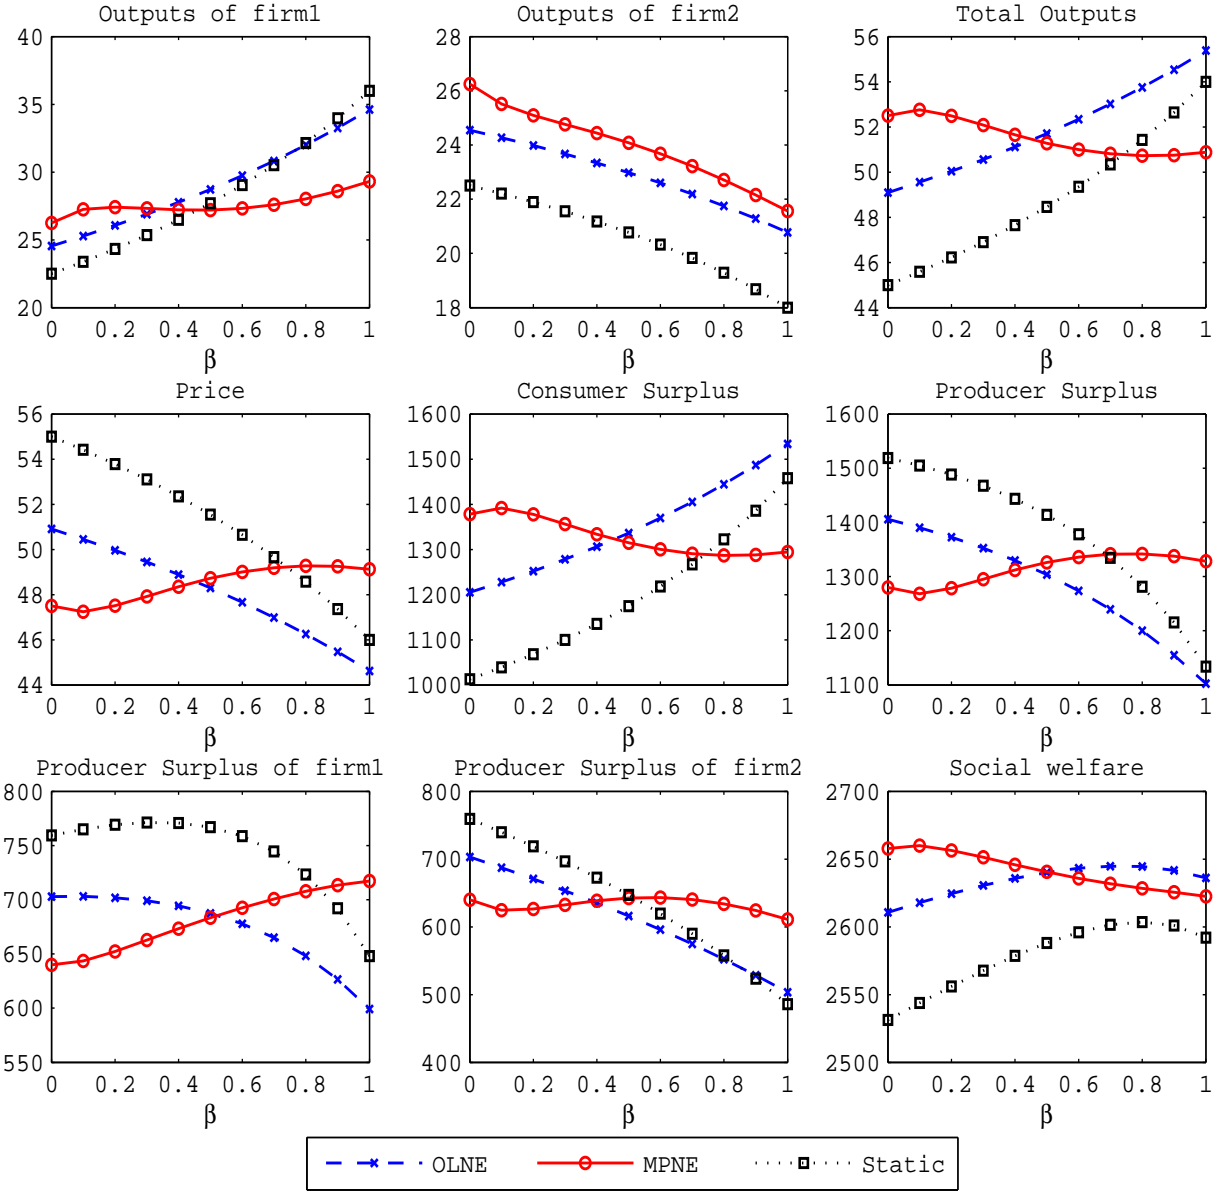 Outputs of firm1
Outputs of firm2
Total Outputs
40
35
30
25
20
0 0.2 0.4 0.6 0.8 1
β
28
26
24
22
20
18
0 0.2 0.4 0.6 0.8 1
β
56
54
52
50
48
46
44
0 0.2 0.4 0.6 0.8 1
β
Price
Consumer Surplus
Producer Surplus
56
54
52
50
48
46
44
0 0.2 0.4 0.6 0.8 1
β
1600
1500
1400
1300
1200
1100
1000
0 0.2 0.4 0.6 0.8 1
β
1600
1500
1400
1300
1200
1100
0 0.2 0.4 0.6 0.8 1
β
Producer Surplus of firm1
Producer Surplus of firm2
Social welfare
800
750
700
650
600
550
0 0.2 0.4 0.6 0.8 1
β
800
700
600
500
400
0 0.2 0.4 0.6 0.8 1
β
2700
2650
2600
2550
2500
0 0.2 0.4 0.6 0.8 1
β
OLNE MPNE Static